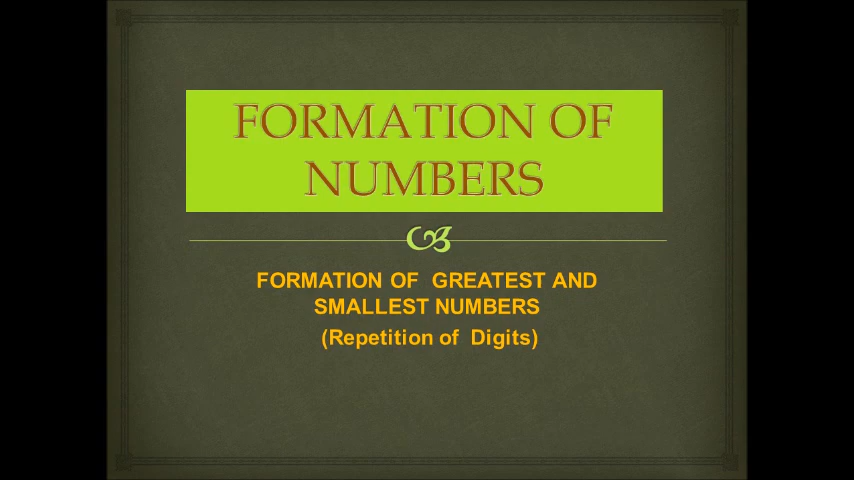 FORMATION OF
NUMBERS
FORMATION OF GREATEST AND
SMALLEST NUMBERS
(Repetition of Digits)